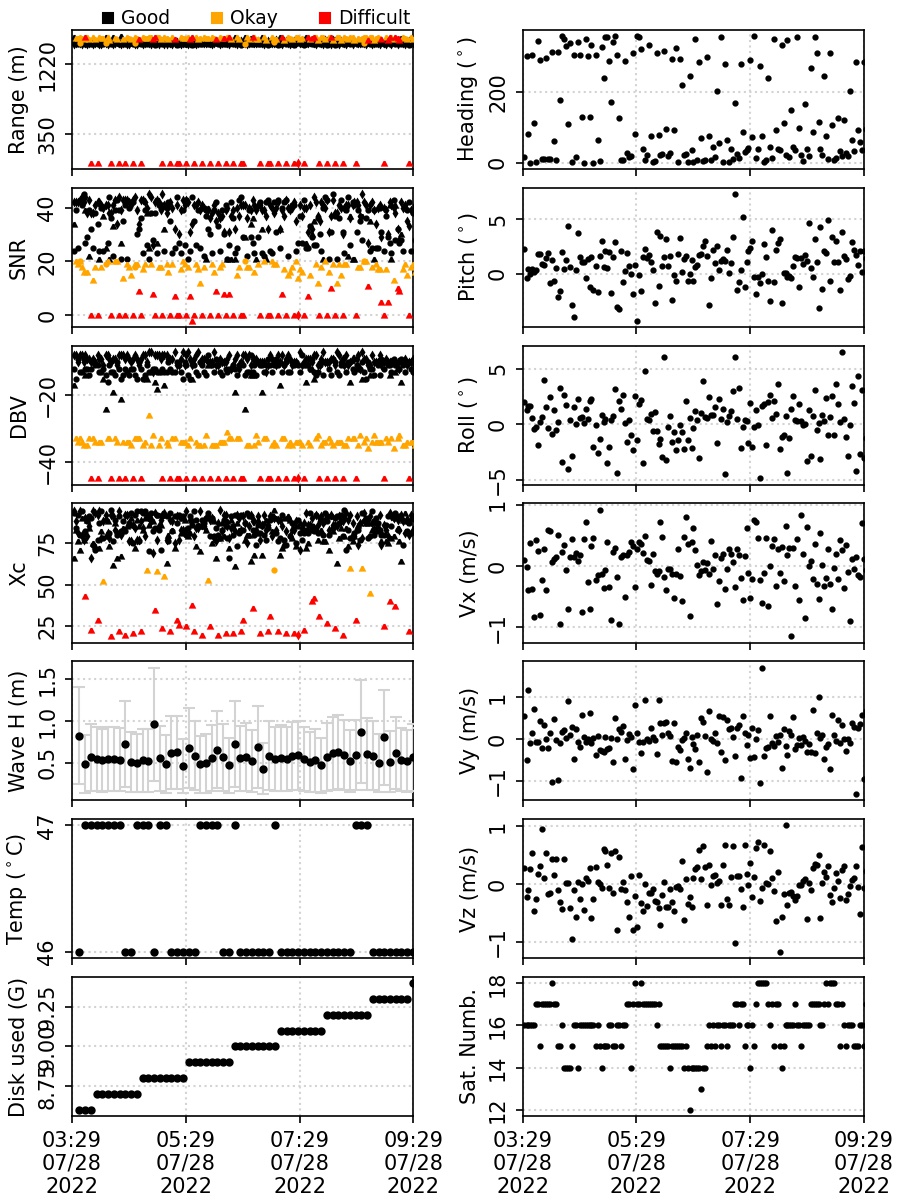 Good Okay Difficult
Range (m)
1220
350
Heading (°)
200
0
SNR
40
20
0
Pitch (°)
5
0
DBV
−20
−40
Roll (°)
5
0
−5
Xc
75
50
25
Vx (m/s)
1
0
−1
Wave H (m)
1.5
1.0
0.5
Vy (m/s)
1
0
−1
Temp (°C)
47
46
Vz (m/s)
1
0
−1
Disk used (G)
9.25
9.00
8.75
Sat. Numb.
18
16
14
12
03:29 05:29 07:29 09:29 03:29 05:29 07:29 09:29
07/28 07/28 07/28 07/28 07/28 07/28 07/28 07/28
2022 2022 2022 2022 2022 2022 2022 2022